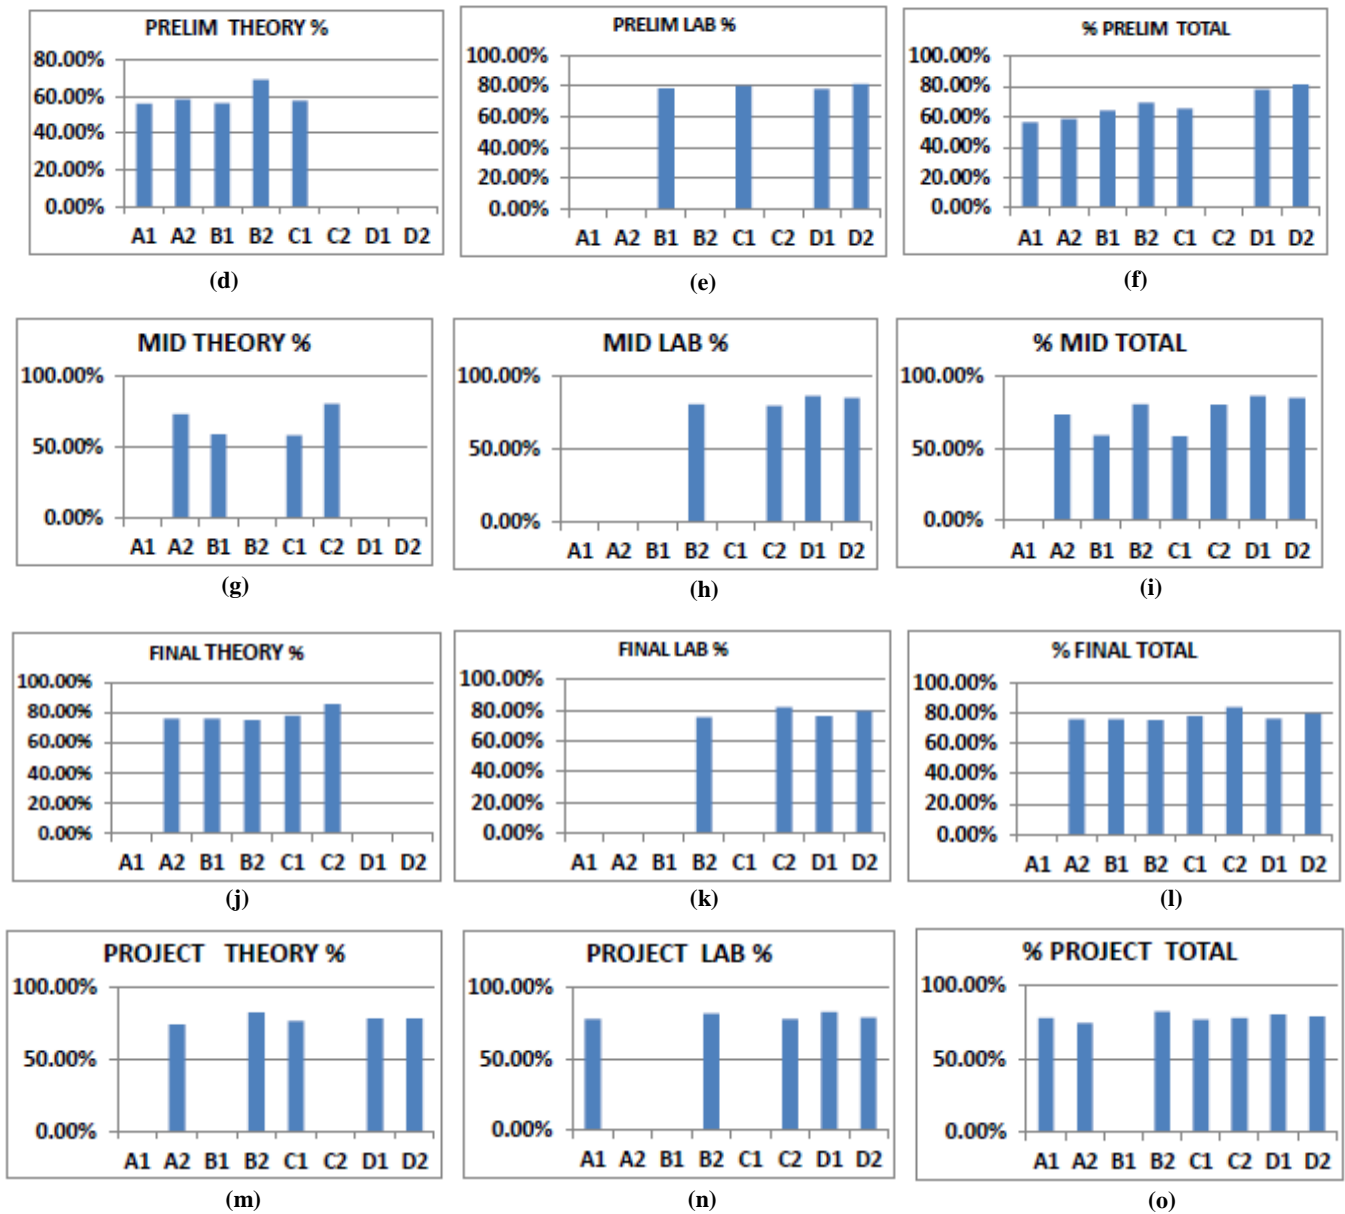 PRELIM THEORY %
80.00%
60.00%
40.00%
20.00%
0.00%
A1 A2 B1 B2 C1 C2 D1 D2
(d)
PRELIM LAB %
100.00%
80.00%
60.00%
40.00%
20.00%
0.00%
A1 A2 B1 B2 C1 C2 D1 D2
(e)
% PRELIM TOTAL
100.00%
80.00%
60.00%
40.00%
20.00%
0.00%
A1 A2 B1 B2 C1 C2 D1 D2
(f)
MID THEORY %
100.00%
50.00%
0.00%
A1 A2 B1 B2 C1 C2 D1 D2
(g)
MID LAB %
100.00%
50.00%
0.00%
A1 A2 B1 B2 C1 C2 D1 D2
(h)
% MID TOTAL
100.00%
50.00%
0.00%
A1 A2 B1 B2 C1 C2 D1 D2
(i)
FINAL THEORY %
100.00%
80.00%
60.00%
40.00%
20.00%
0.00%
A1 A2 B1 B2 C1 C2 D1 D2
(j)
FINAL LAB %
100.00%
80.00%
60.00%
40.00%
20.00%
0.00%
A1 A2 B1 B2 C1 C2 D1 D2
(k)
% FINAL TOTAL
100.00%
80.00%
60.00%
40.00%
20.00%
0.00%
A1 A2 B1 B2 C1 C2 D1 D2
(l)
PROJECT THEORY %
100.00%
50.00%
0.00%
A1 A2 B1 B2 C1 C2 D1 D2
(m)
PROJECT LAB %
100.00%
50.00%
0.00%
A1 A2 B1 B2 C1 C2 D1 D2
(n)
% PROJECT TOTAL
100.00%
50.00%
0.00%
A1 A2 B1 B2 C1 C2 D1 D2
(o)